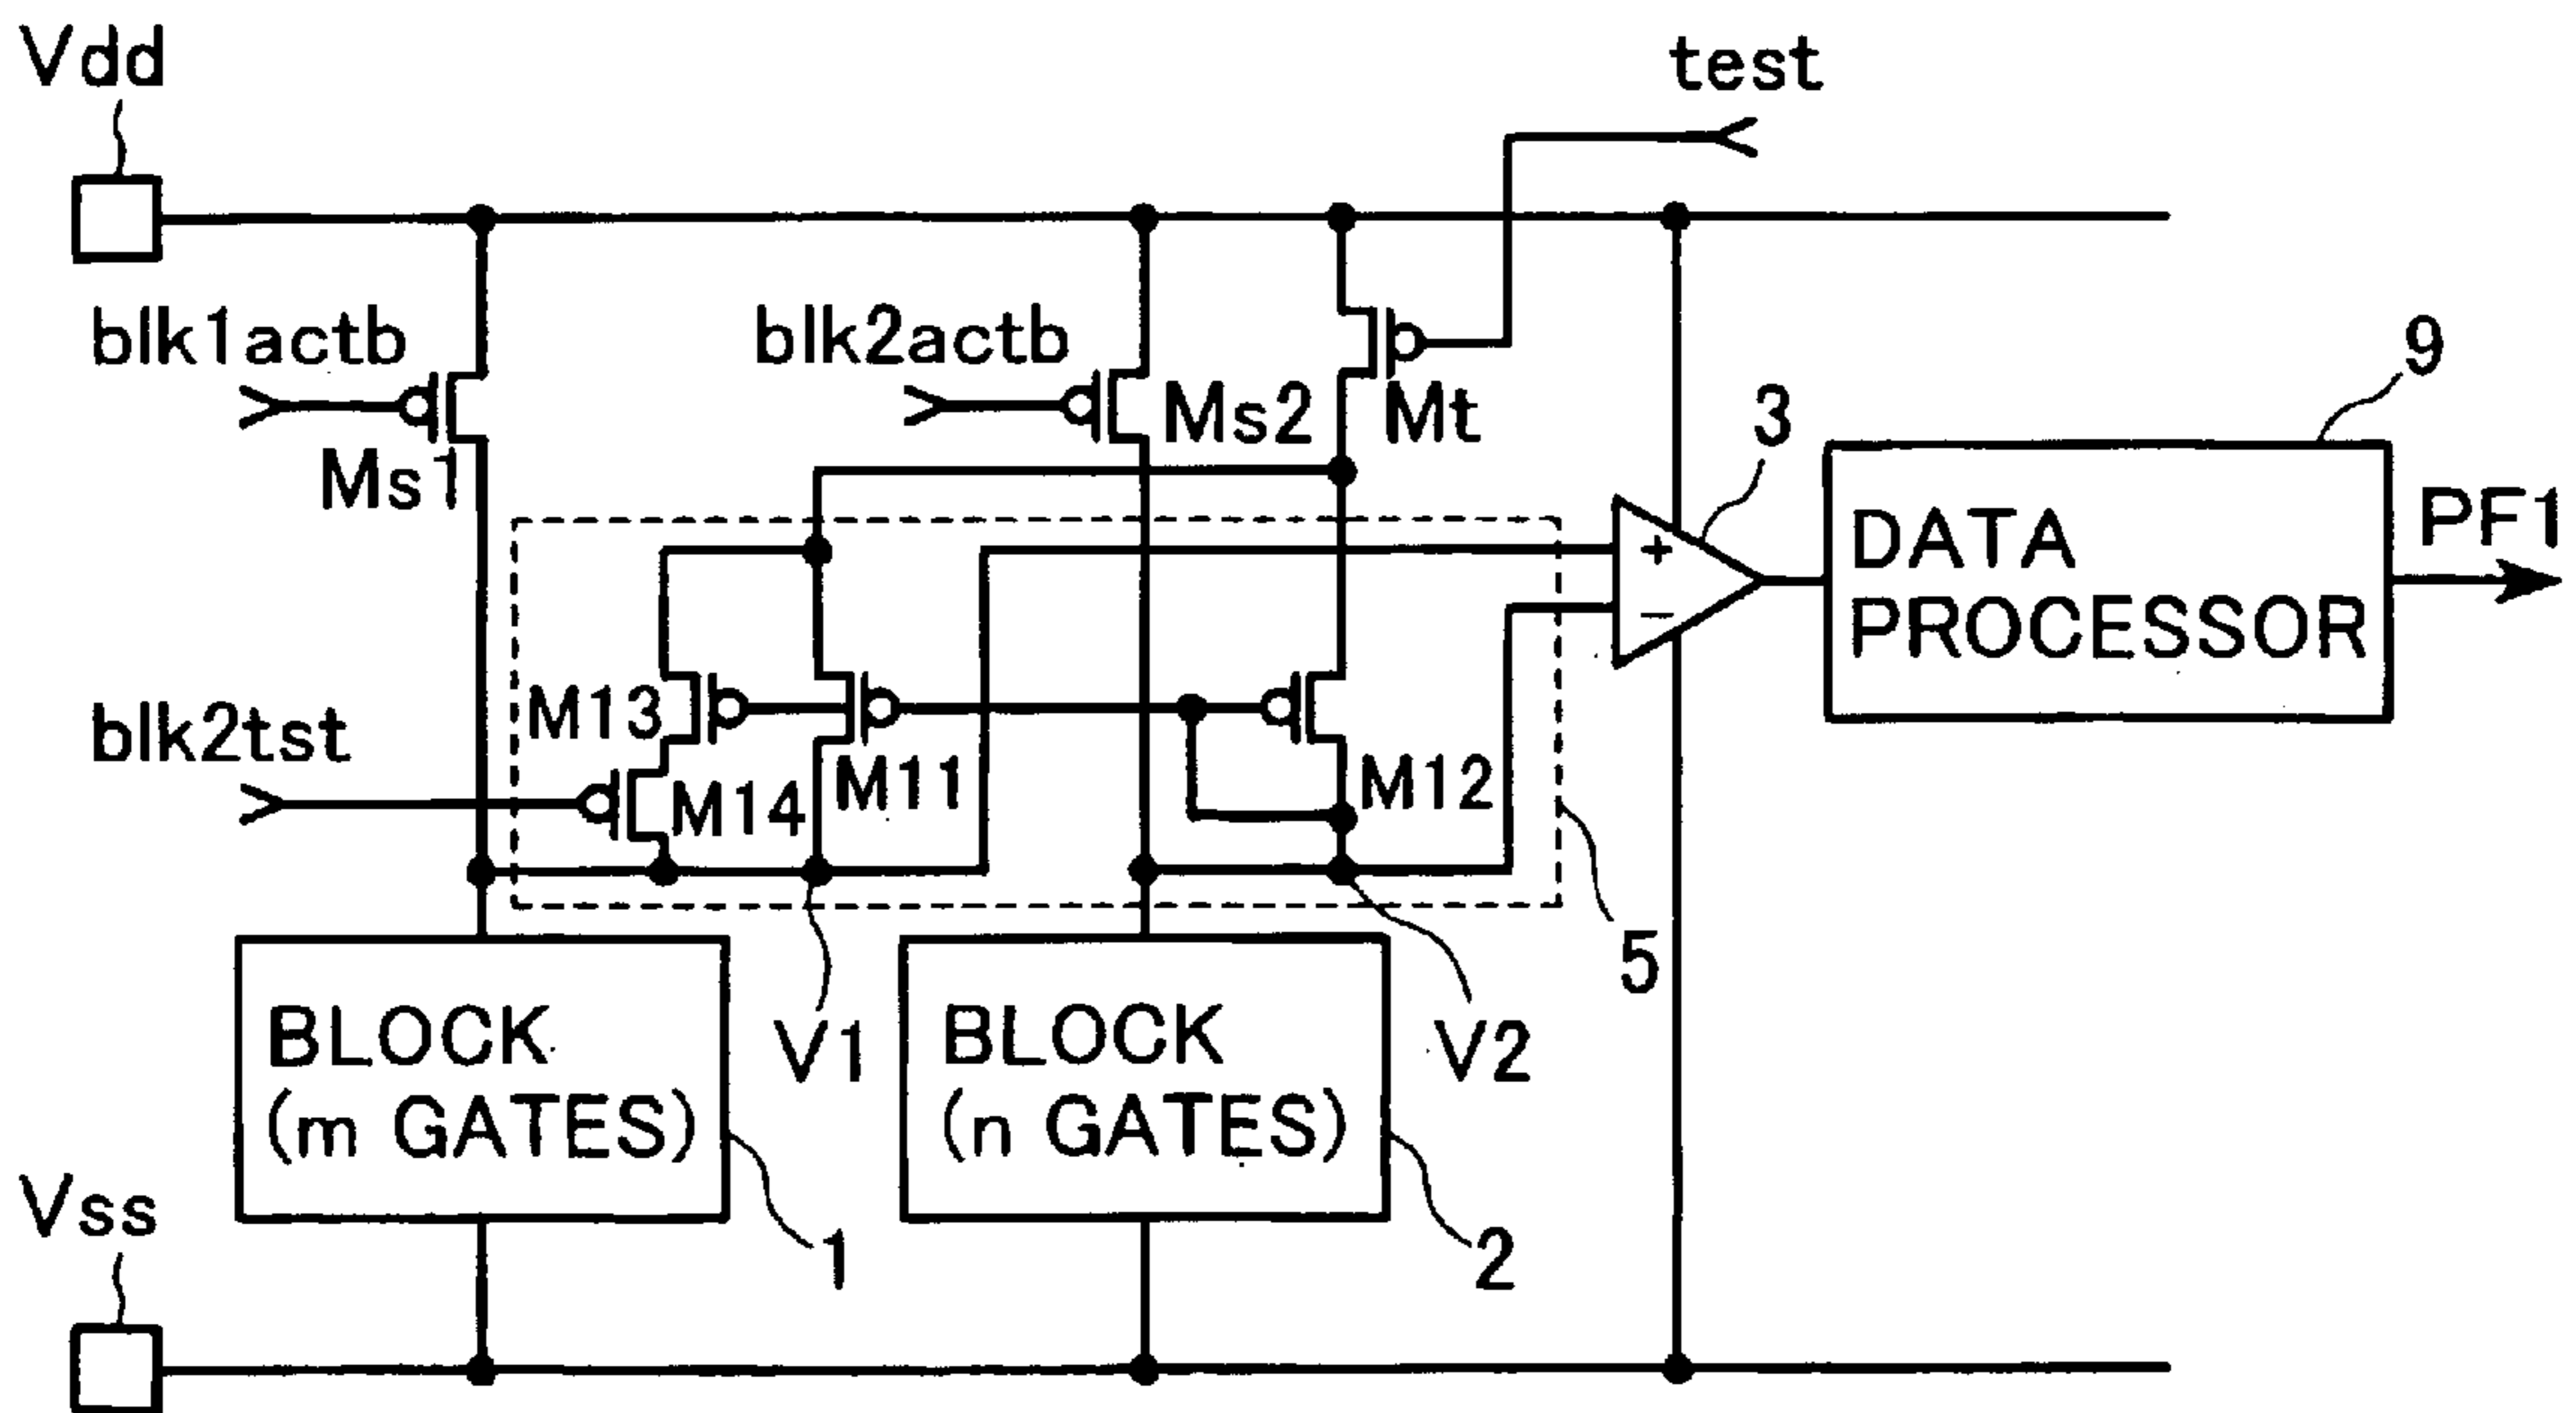 Vdd
test
blk1actb
blk2actb
Ms1
Ms2
Mt
3
9
DATA
PROCESSOR
PF1
+
−
M13
blk2tst
M14
M11
M12
5
BLOCK
(m GATES)
V1
BLOCK
(n GATES)
V2
Vss
1
2